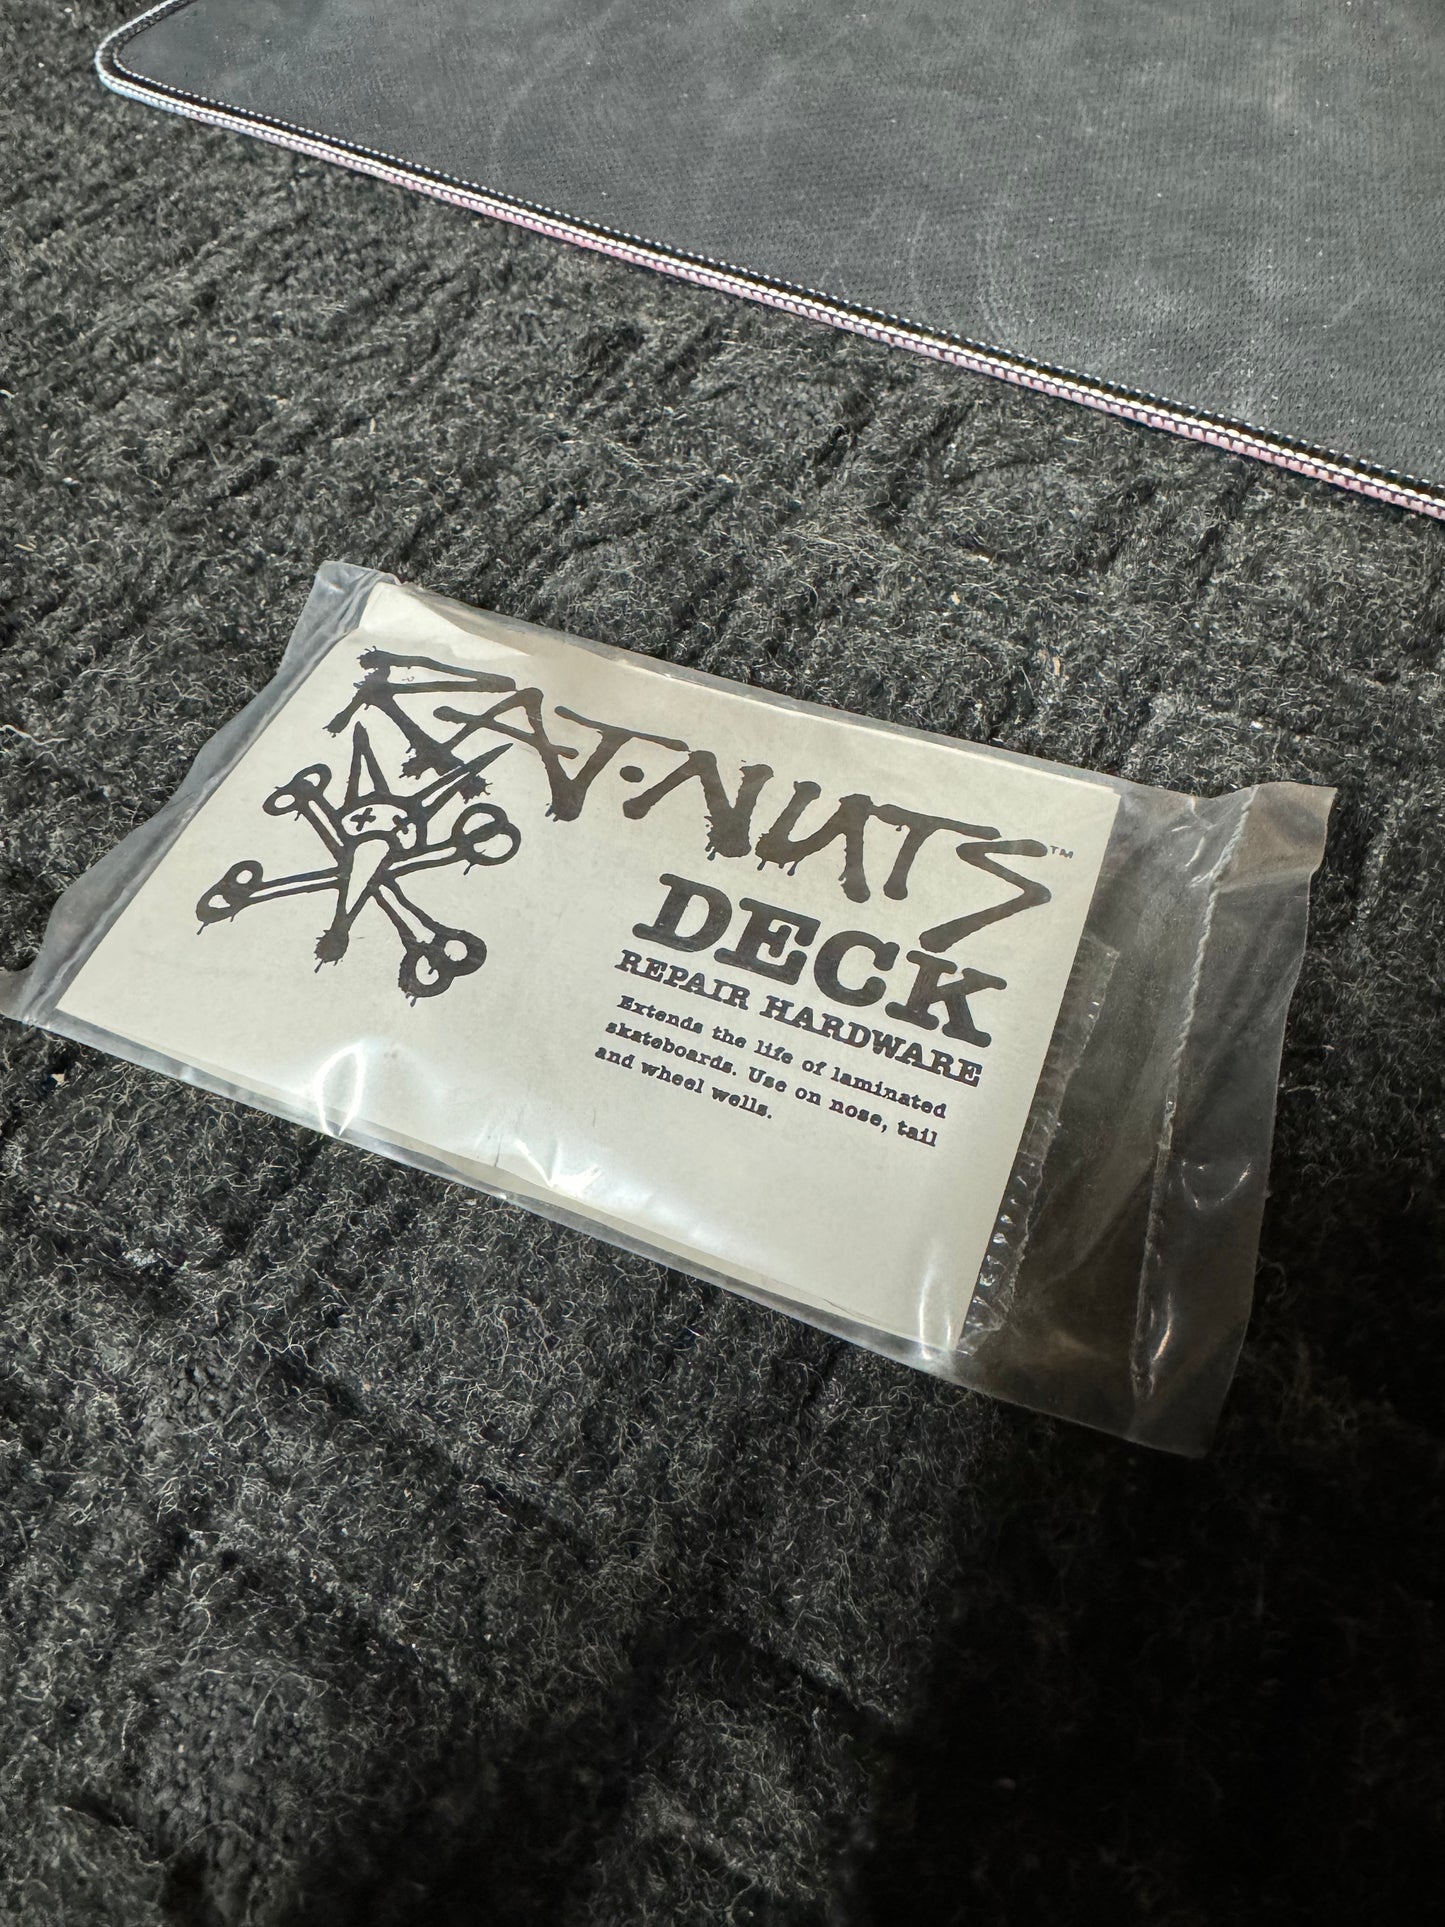 RAT·NUTS™
DECK
REPAIR HARDWARE
Extends the life of laminated
skateboards. Use on nose, tail
and wheel wells.